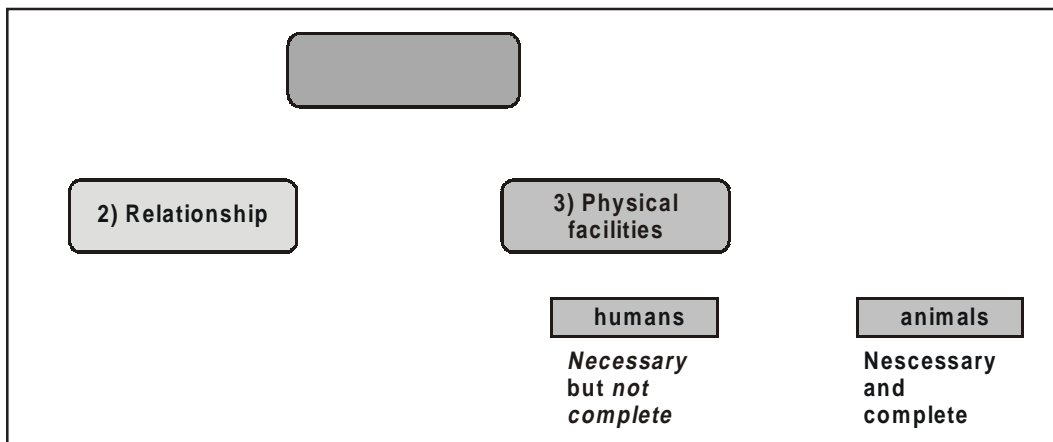 2) Relationship
3) Physical
facilities
humans
animals
Necessary
but not
complete
Nescessary
and
complete